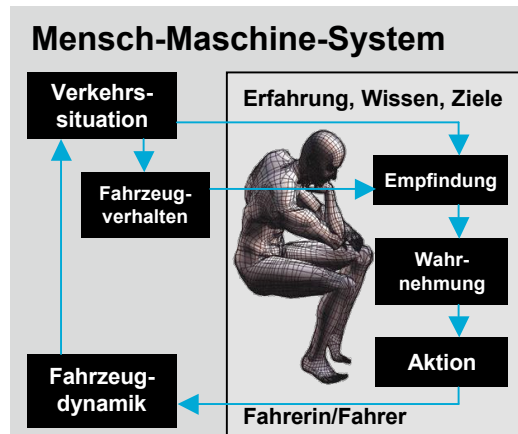 Mensch-Maschine-System
Verkehrs-
situation
Erfahrung, Wissen, Ziele
Fahrzeug-
verhalten
Empfindung
Wahr-
nehmung
Aktion
Fahrzeug-
dynamik
Fahrerin/Fahrer